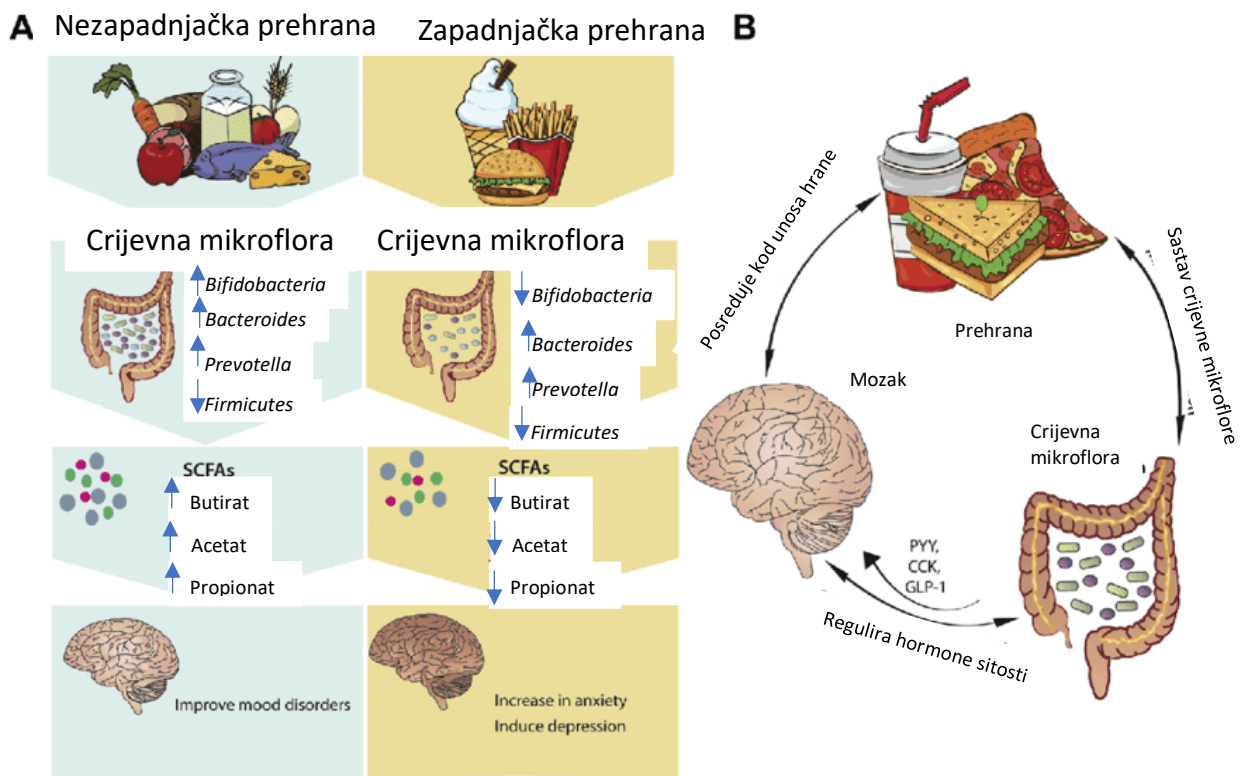 A
Nezapadnjačka prehrana
Zapadnjačka prehrana
Crijevna mikroflora
Bifidobacteria
Bacteroides
Prevotella
Firmicutes
Crijevna mikroflora
Bifidobacteria
Bacteroides
Prevotella
Firmicutes
SCFAs
Butirat
Acetat
Propionat
SCFAs
Butirat
Acetat
Propionat
Improve mood disorders
Increase in anxiety
Induce depression
B
Posreduje kod unosa hrane
Prehrana
Sastav crijevne mikroflore
Mozak
Crijevna
mikroflora
PYY,
CCK,
GLP-1
Regulira hormone sitosti